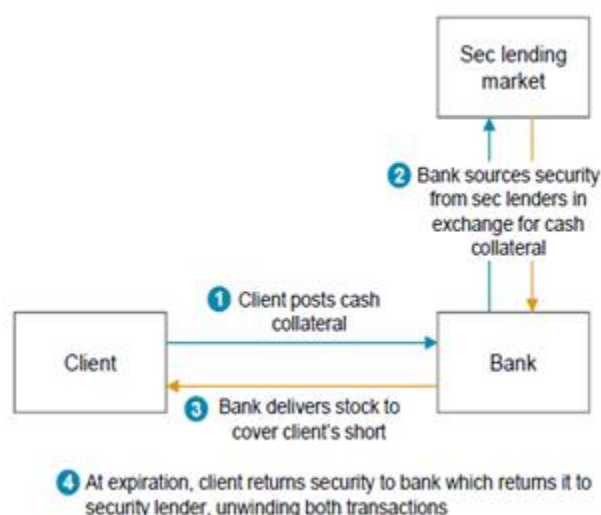 Sec lending
market
2 Bank sources security
from sec lenders in
exchange for cash
collateral
1 Client posts cash
collateral
Client
Bank
3 Bank delivers stock to
cover client's short
4 At expiration, client returns security to bank which returns it to
security lender, unwinding both transactions